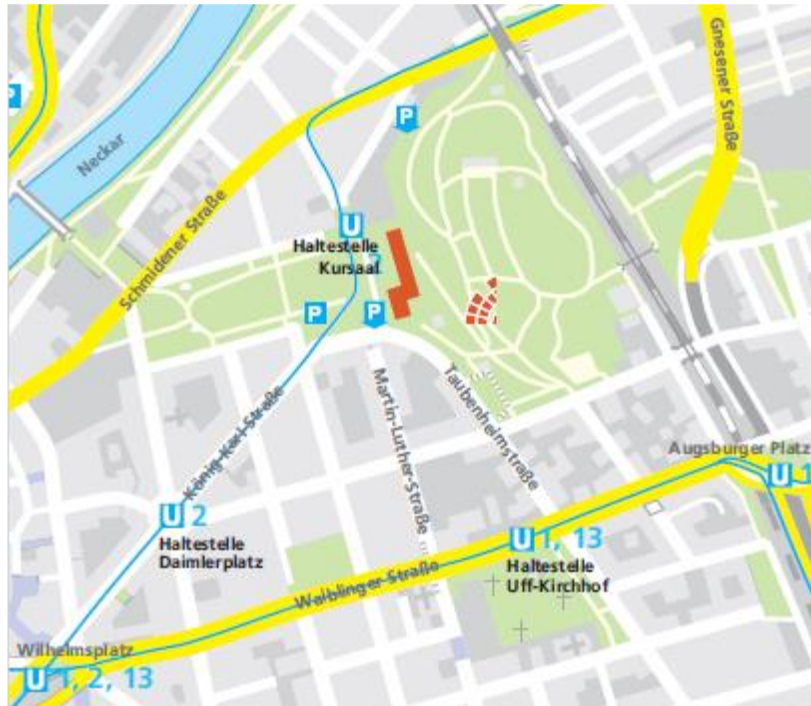 Gnesener Straße
P
P
Neckar
Schmidener Straße
U
Haltestelle
Kursaal
P
P
König-Karl-Straße
Martin-Luther-Straße
Taubenheimstraße
Augsburger Platz
U 1
U 2
Haltestelle
Daimlerplatz
U 1, 13
Haltestelle
Uff-Kirchhof
Waiblinger Straße
Wilhelmsplatz
U 1, 2, 13